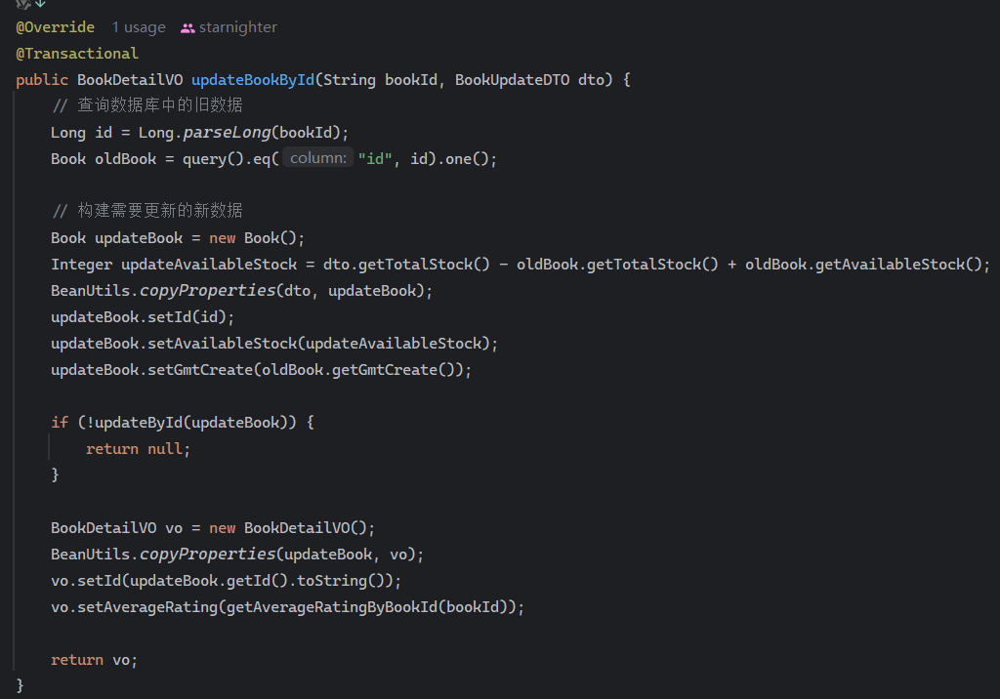 @Override 1 usage starnighter
@Transactional
public BookDetailVO updateBookById(String bookId, BookUpdateDTO dto) {
    // 查询数据库中的旧数据
    Long id = Long.parseLong(bookId);
    Book oldBook = query().eq( column: "id", id).one();

    // 构建需要更新的新数据
    Book updateBook = new Book();
    Integer updateAvailableStock = dto.getTotalStock() - oldBook.getTotalStock() + oldBook.getAvailableStock();
    BeanUtils.copyProperties(dto, updateBook);
    updateBook.setId(id);
    updateBook.setAvailableStock(updateAvailableStock);
    updateBook.setGmtCreate(oldBook.getGmtCreate());

    if (!updateById(updateBook)) {
        return null;
    }

    BookDetailVO vo = new BookDetailVO();
    BeanUtils.copyProperties(updateBook, vo);
    vo.setId(updateBook.getId().toString());
    vo.setAverageRating(getAverageRatingByBookId(bookId));

    return vo;
}